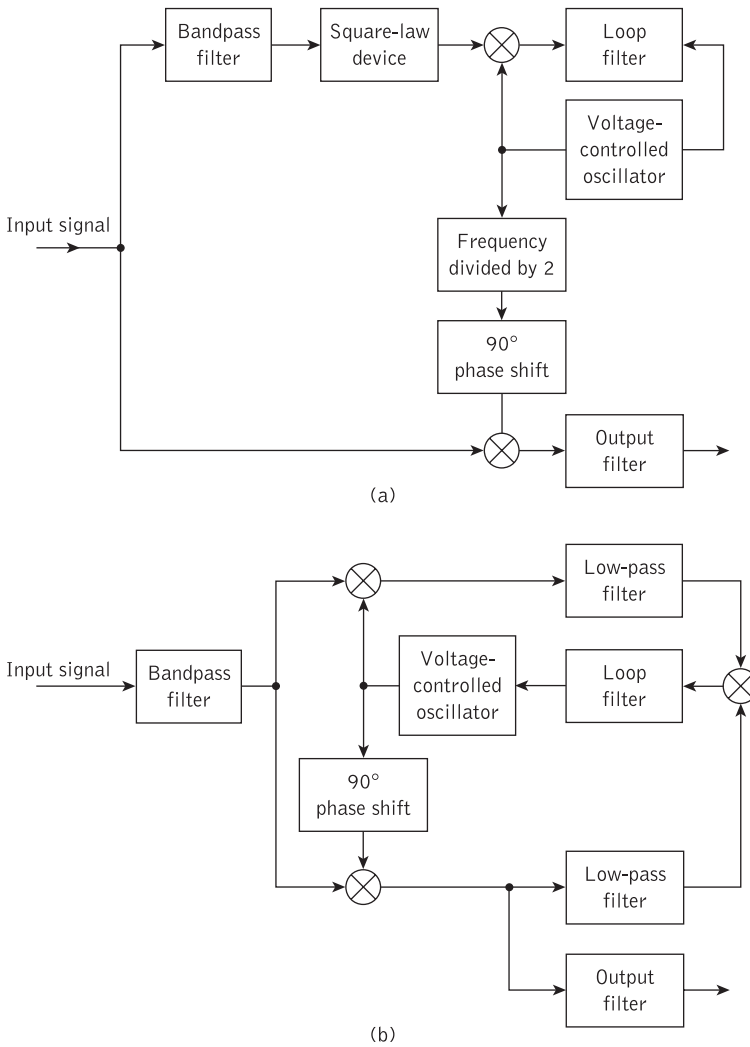 Bandpass
filter
Square-law
device
Loop
filter
Voltage-
controlled
oscillator
Input signal
Frequency
divided by 2
90°
phase shift
Output
filter
(a)
Low-pass
filter
Input signal
Bandpass
filter
Voltage-
controlled
oscillator
Loop
filter
90°
phase shift
Low-pass
filter
Output
filter
(b)